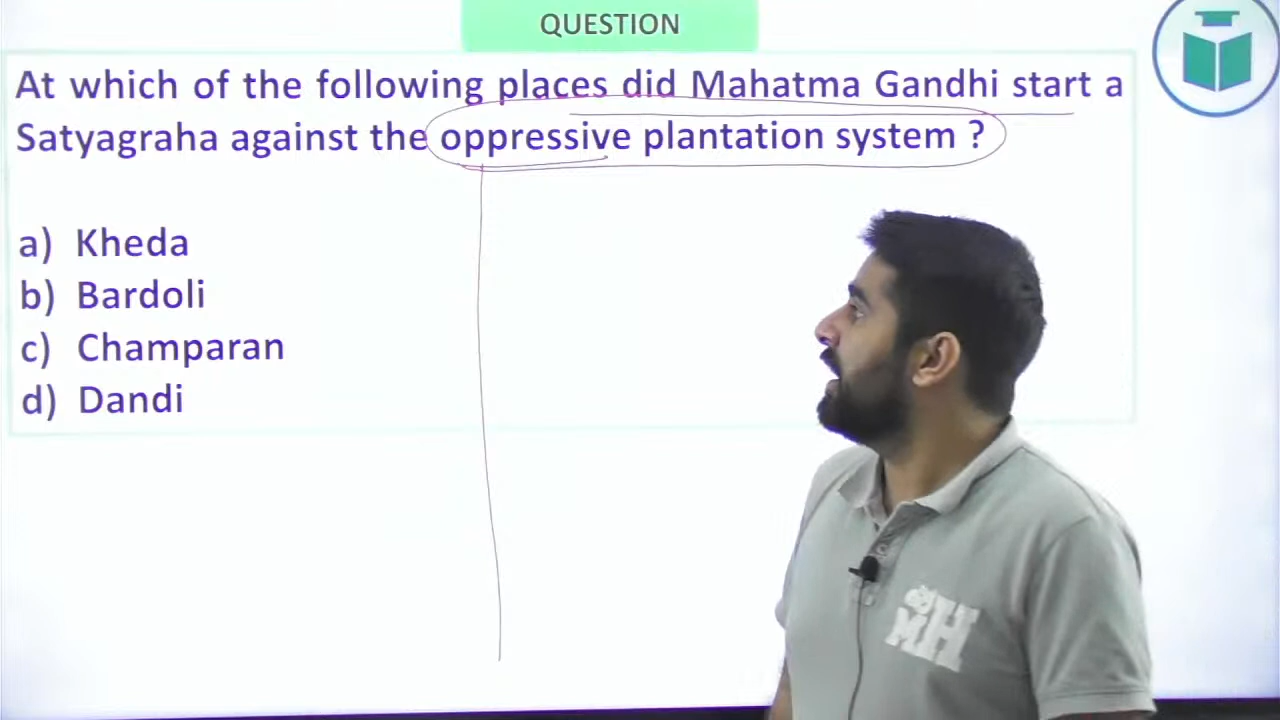 QUESTION
At which of the following places did Mahatma Gandhi start a
Satyagraha against the oppressive plantation system ?
a) Kheda
b) Bardoli
c) Champaran
d) Dandi
MH